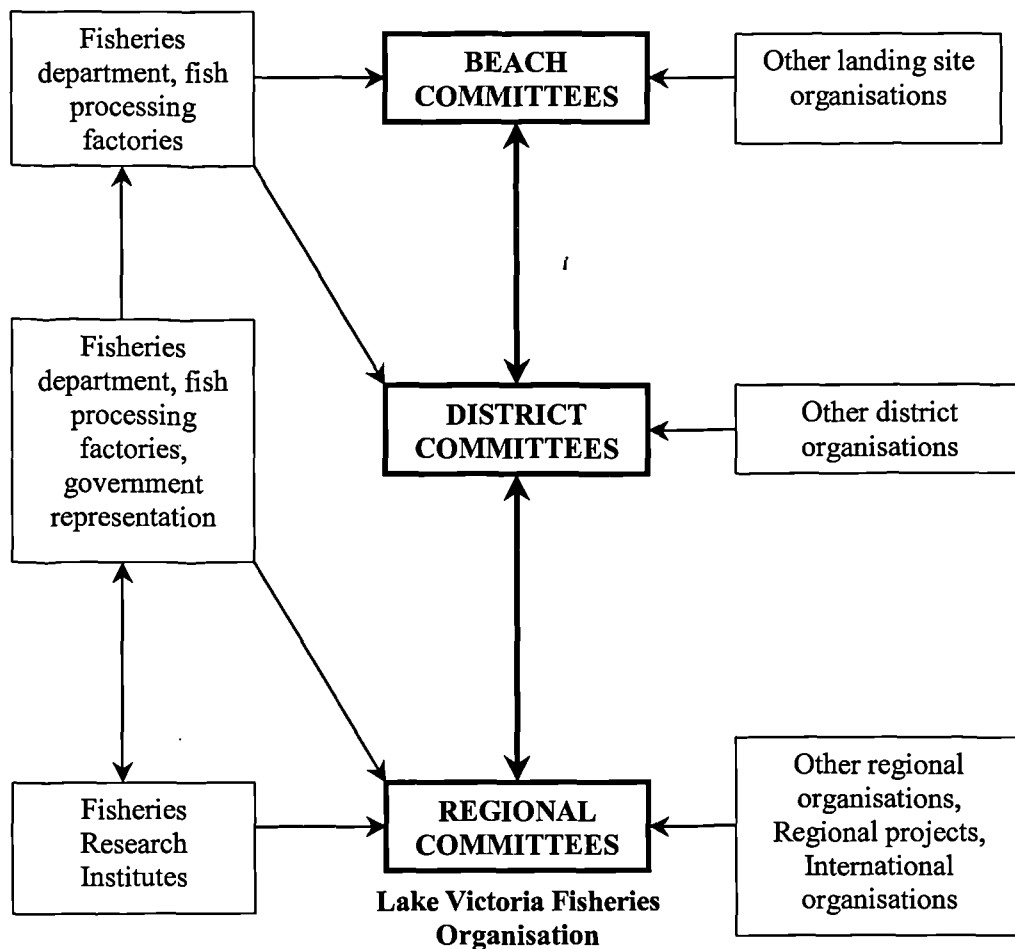 Fisheries
department, fish
processing
factories
BEACH
COMMITTEES
Other landing site
organisations
i
Fisheries
department, fish
processing
factories,
government
representation
DISTRICT
COMMITTEES
Other district
organisations
Fisheries
Research
Institutes
REGIONAL
COMMITTEES
Lake Victoria Fisheries
Organisation
Other regional
organisations,
Regional projects,
International
organisations